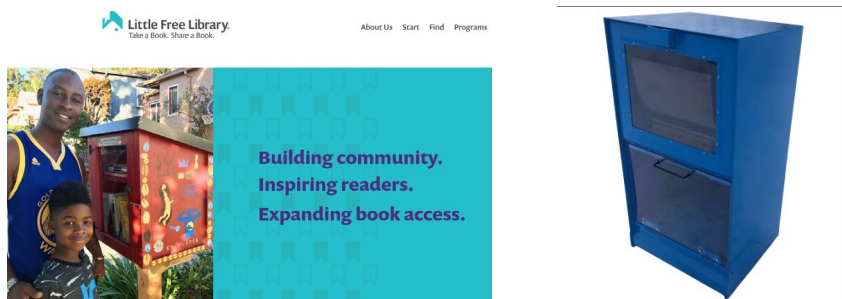 Little Free Library.
Take a Book. Share a Book.
About Us Start Find Programs
Building community.
Inspiring readers.
Expanding book access.